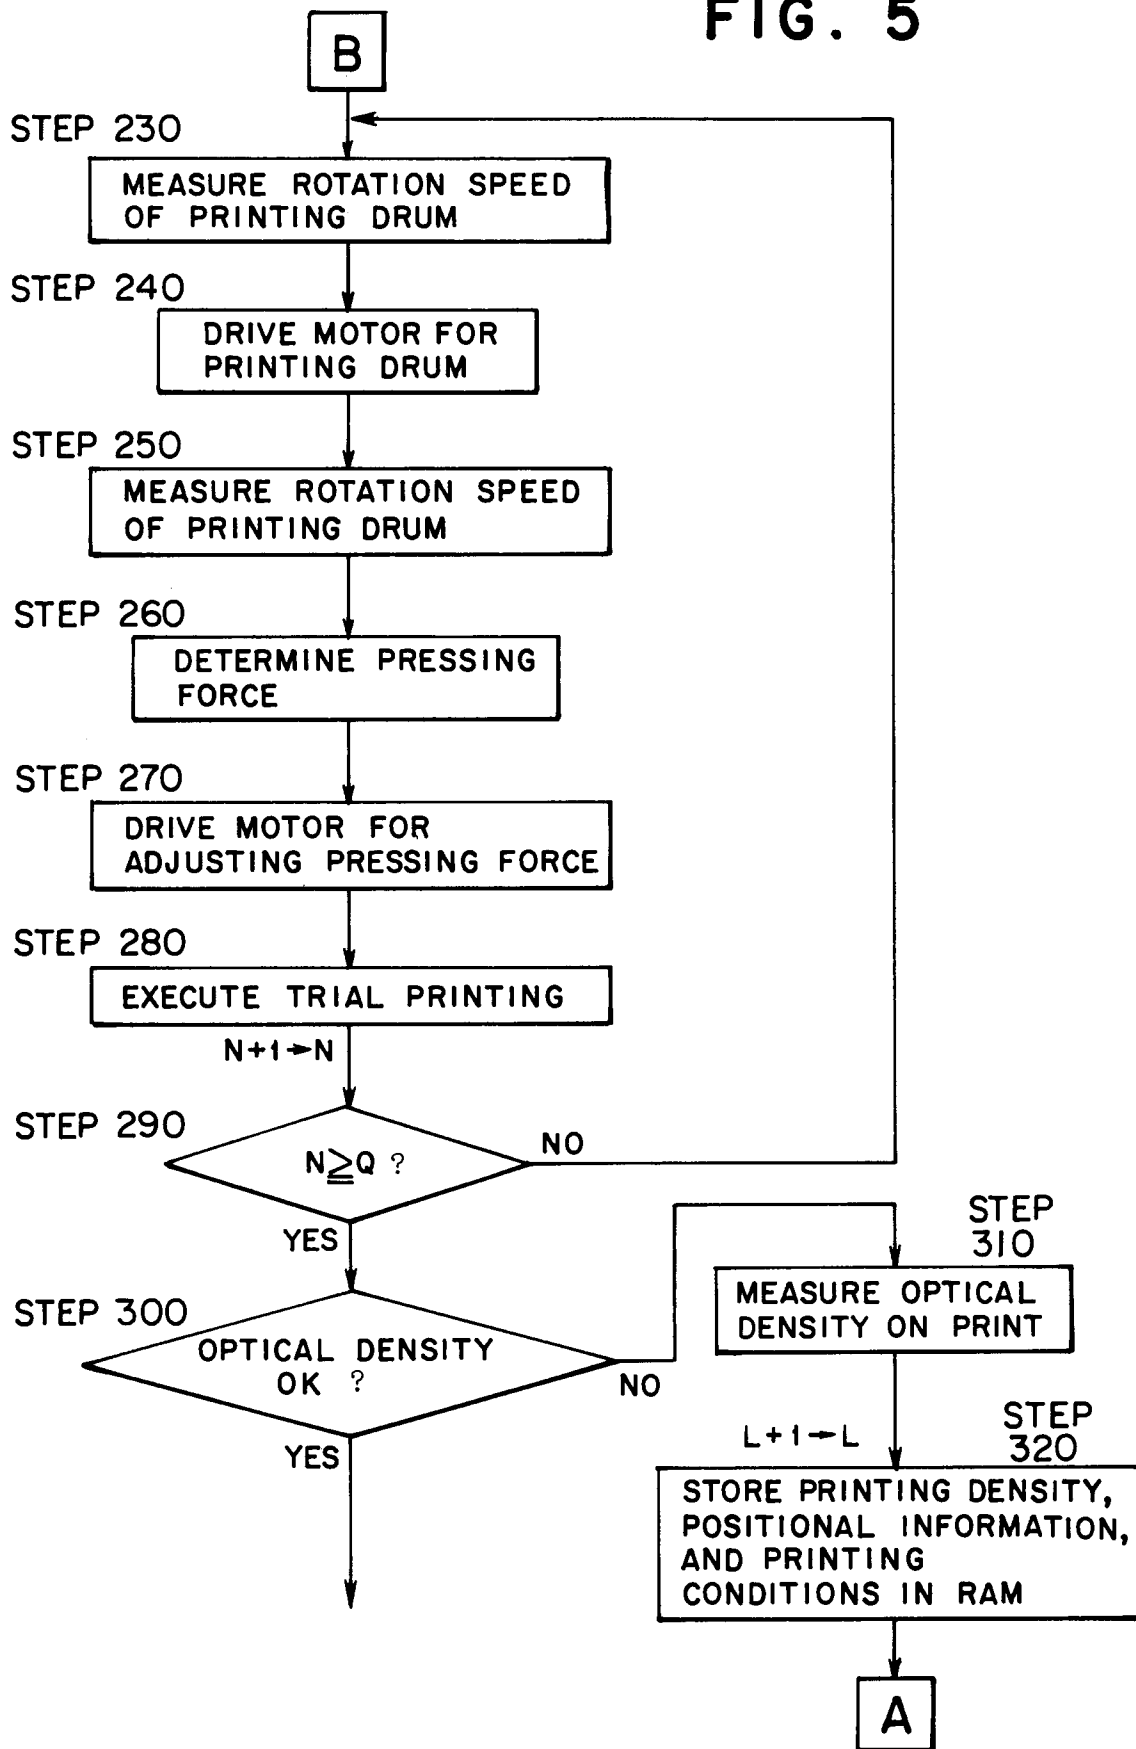 FIG. 5
B
STEP 230
MEASURE ROTATION SPEED
OF PRINTING DRUM
STEP 240
DRIVE MOTOR FOR
PRINTING DRUM
STEP 250
MEASURE ROTATION SPEED
OF PRINTING DRUM
STEP 260
DETERMINE PRESSING
FORCE
STEP 270
DRIVE MOTOR FOR
ADJUSTING PRESSING FORCE
STEP 280
EXECUTE TRIAL PRINTING
N+1→N
STEP 290
N≧Q ?
NO
YES
STEP 300
OPTICAL DENSITY
OK ?
NO
YES
STEP
310
MEASURE OPTICAL
DENSITY ON PRINT
L+1→L
STEP
320
STORE PRINTING DENSITY,
POSITIONAL INFORMATION,
AND PRINTING
CONDITIONS IN RAM
A